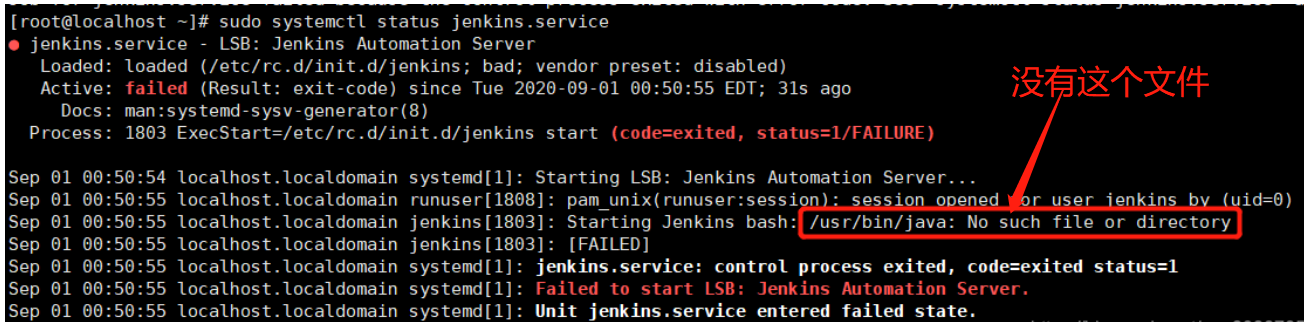 [root@localhost ~]# sudo systemctl status jenkins.service
● jenkins.service - LSB: Jenkins Automation Server
Loaded: loaded (/etc/rc.d/init.d/jenkins; bad; vendor preset: disabled)
Active: failed (Result: exit-code) since Tue 2020-09-01 00:50:55 EDT; 31s ago
没有这个文件
Docs: man:systemd-sysv-generator(8)
Process: 1803 ExecStart=/etc/rc.d/init.d/jenkins start (code=exited, status=1/FAILURE)
Sep 01 00:50:54 localhost.localdomain systemd[1]: Starting LSB: Jenkins Automation Server...
Sep 01 00:50:55 localhost.localdomain runuser[1808]: pam_unix(runuser:session): session opened for user jenkins by (uid=0)
Sep 01 00:50:55 localhost.localdomain jenkins[1803]: Starting Jenkins bash: /usr/bin/java: No such file or directory
Sep 01 00:50:55 localhost.localdomain jenkins[1803]: [FAILED]
Sep 01 00:50:55 localhost.localdomain systemd[1]: jenkins.service: control process exited, code=exited status=1
Sep 01 00:50:55 localhost.localdomain systemd[1]: Failed to start LSB: Jenkins Automation Server.
Sep 01 00:50:55 localhost.localdomain systemd[1]: Unit jenkins.service entered failed state.